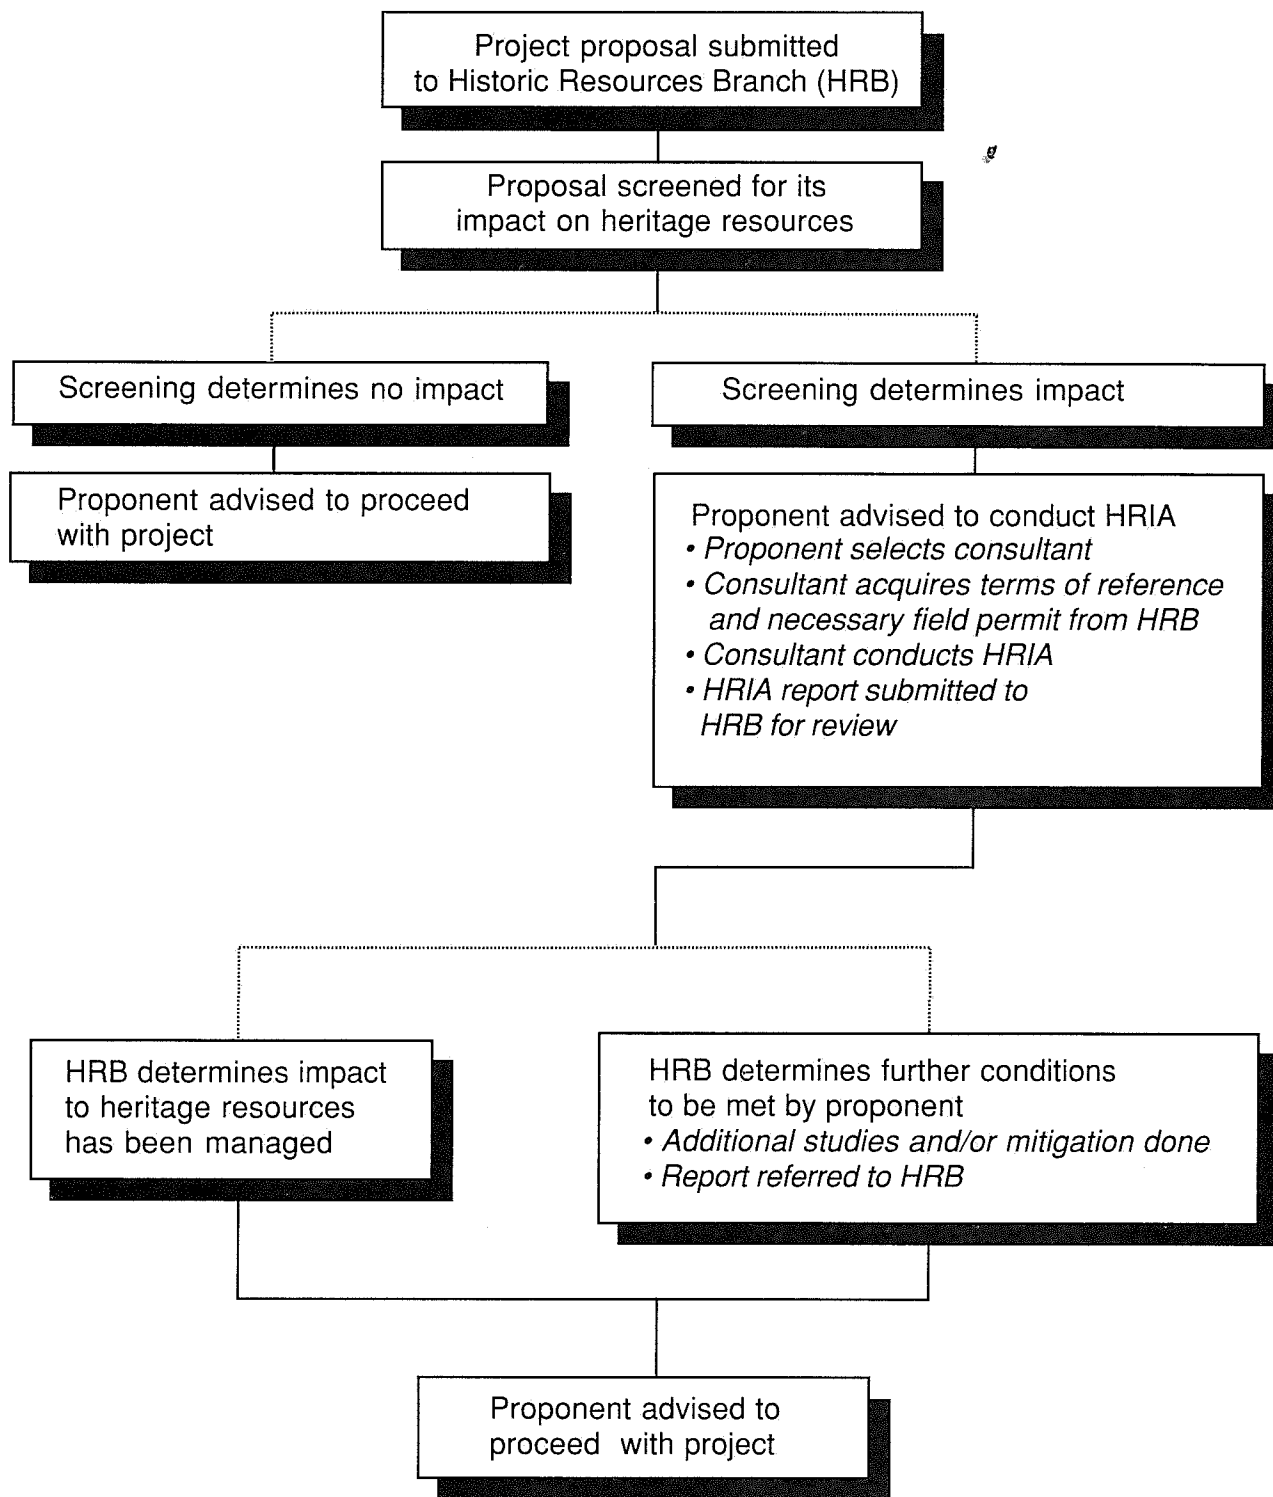 Project proposal submitted
to Historic Resources Branch (HRB)
Proposal screened for its
impact on heritage resources
Screening determines no impact
Screening determines impact
Proponent advised to proceed
with project
Proponent advised to conduct HRIA
• Proponent selects consultant
• Consultant acquires terms of reference
and necessary field permit from HRB
• Consultant conducts HRIA
• HRIA report submitted to
HRB for review
HRB determines impact
to heritage resources
has been managed
HRB determines further conditions
to be met by proponent
• Additional studies and/or mitigation done
• Report referred to HRB
Proponent advised to
proceed with project